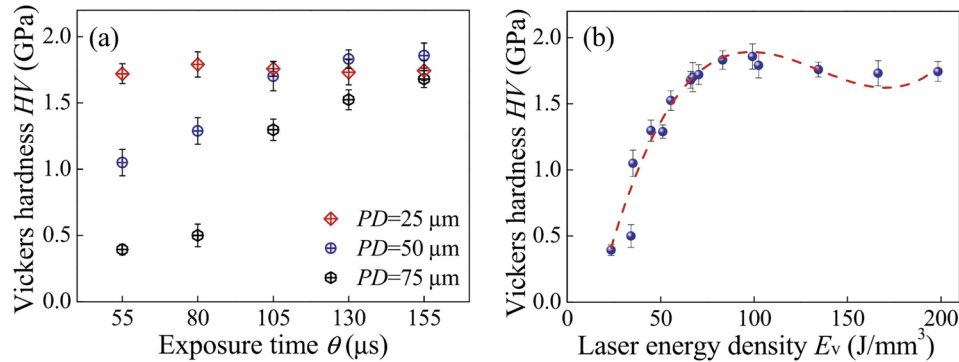 (a)
Vickers hardness HV (GPa)
2.0
1.5
1.0
0.5
0.0
PD=25 μm
PD=50 μm
PD=75 μm
55 80 105 130 155
Exposure time θ (μs)
(b)
Vickers hardness HV (GPa)
2.0
1.5
1.0
0.5
0.0
0 50 100 150 200
Laser energy density Ev (J/mm³)